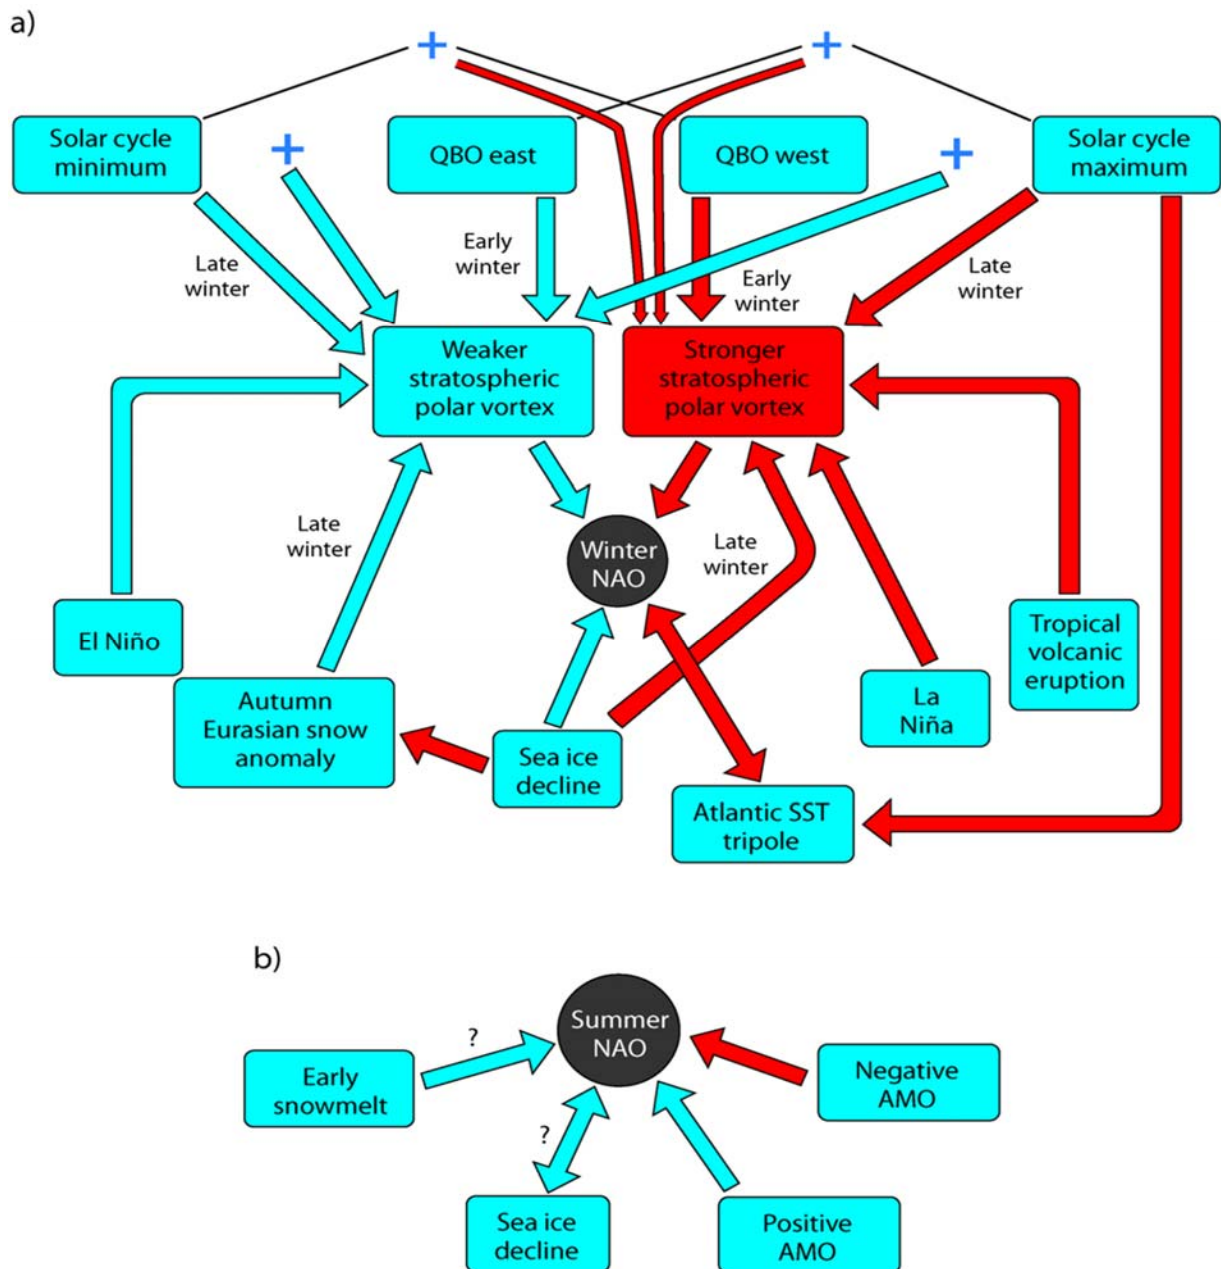 a)
+
+
Solar cycle
minimum
+
QBO east
QBO west
+
Solar cycle
maximum
Late
winter
Early
winter
Early
winter
Late
winter
Weaker
stratospheric
polar vortex
Stronger
stratospheric
polar vortex
Late
winter
Winter
NAO
Late
winter
El Niño
Autumn
Eurasian snow
anomaly
Sea ice
decline
Atlantic SST
tripole
La
Niña
Tropical
volcanic
eruption
b)
Summer
NAO
?
Early
snowmelt
?
Sea ice
decline
Positive
AMO
Negative
AMO